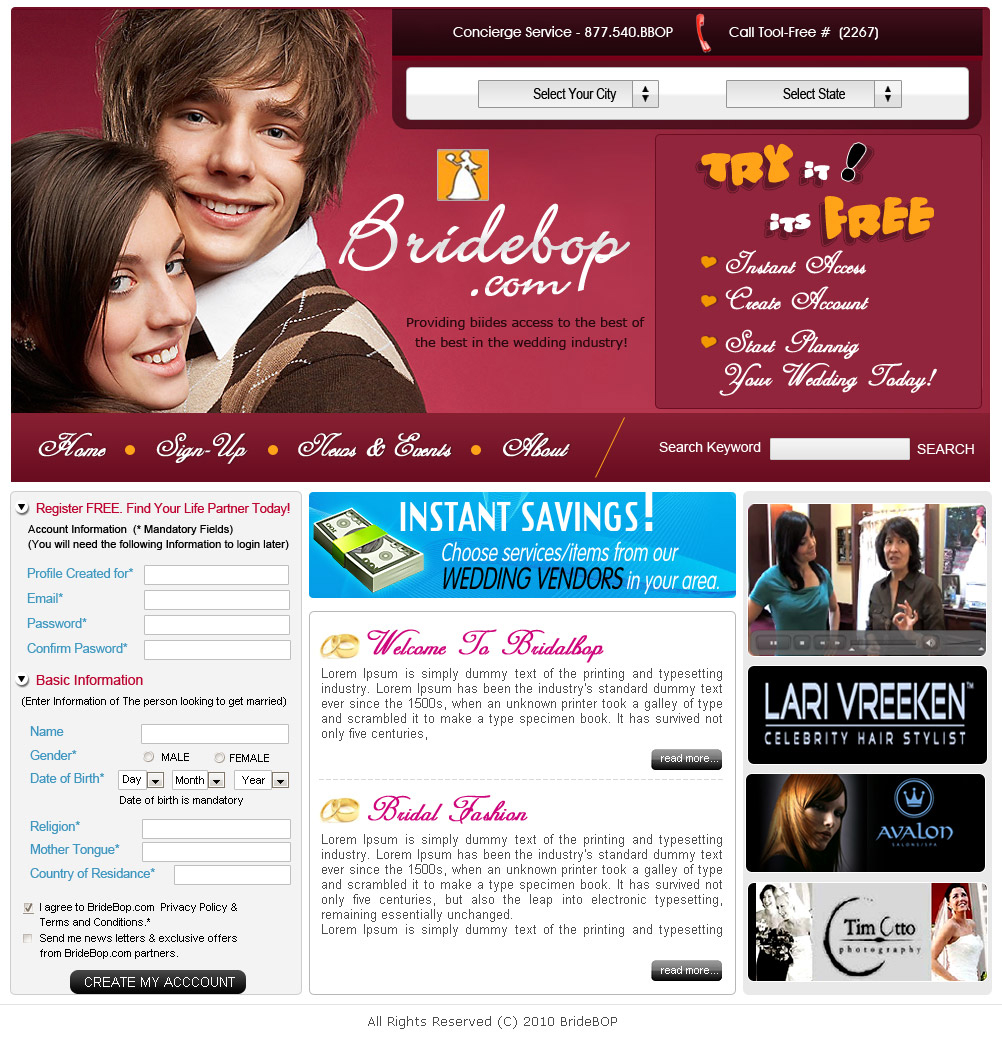 Concierge Service - 877.540.BBOP
Call Tool-Free # (2267)
Select Your City
Select State
Bridebop
.com
Providing biides access to the best of
the best in the wedding industry!
TRY it !
its FREE
Instant Access
Create Account
Start Plannig
Your Wedding Today!
Home
Sign-Up
News & Events
About
Search Keyword
SEARCH
Register FREE. Find Your Life Partner Today!
Account Information (* Mandatory Fields)
(You will need the following Information to login later)
Profile Created for*
Email*
Password*
Confirm Pasword*
Basic Information
(Enter Information of The person looking to get married)
Name
Gender*
MALE
FEMALE
Date of Birth*
Day
Month
Year
Date of birth is mandatory
Religion*
Mother Tongue*
Country of Residance*
I agree to BrideBop.com Privacy Policy &
Terms and Conditions.*
Send me news letters & exclusive offers
from BrideBop.com partners.
CREATE MY ACCCOUNT
INSTANT SAVINGS!
Choose services/items from our
WEDDING VENDORS in your area.
Welcome To Bridalbop
Lorem Ipsum is simply dummy text of the printing and typesetting
industry. Lorem Ipsum has been the industry's standard dummy text
ever since the 1500s, when an unknown printer took a galley of type
and scrambled it to make a type specimen book. It has survived not
only five centuries,
read more...
Bridal Fashion
Lorem Ipsum is simply dummy text of the printing and typesetting
industry. Lorem Ipsum has been the industry's standard dummy text
ever since the 1500s, when an unknown printer took a galley of type
and scrambled it to make a type specimen book. It has survived not
only five centuries, but also the leap into electronic typesetting,
remaining essentially unchanged.
Lorem Ipsum is simply dummy text of the printing and typesetting
read more...
LARI VREEKEN™
CELEBRITY HAIR STYLIST
AVALON
SALON&SPA
Tim Otto
photography
All Rights Reserved (C) 2010 BrideBOP